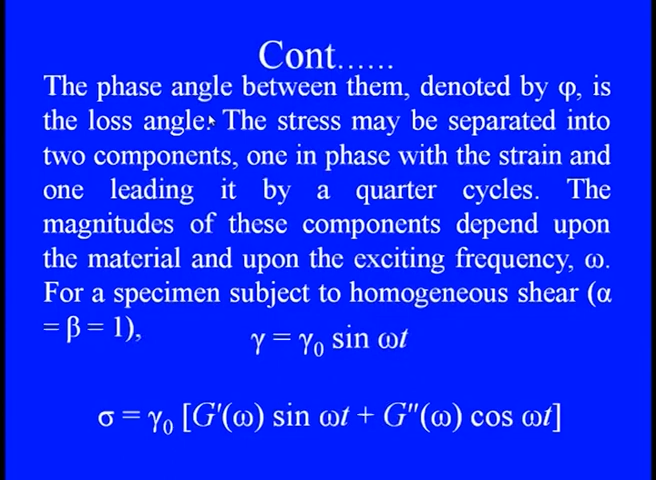 Cont......
The phase angle between them, denoted by φ, is
the loss angle. The stress may be separated into
two components, one in phase with the strain and
one leading it by a quarter cycles. The
magnitudes of these components depend upon
the material and upon the exciting frequency, ω.
For a specimen subject to homogeneous shear (α
= β = 1),
γ = γ₀ sin ωt
σ = γ₀ [G′(ω) sin ωt + G″(ω) cos ωt]